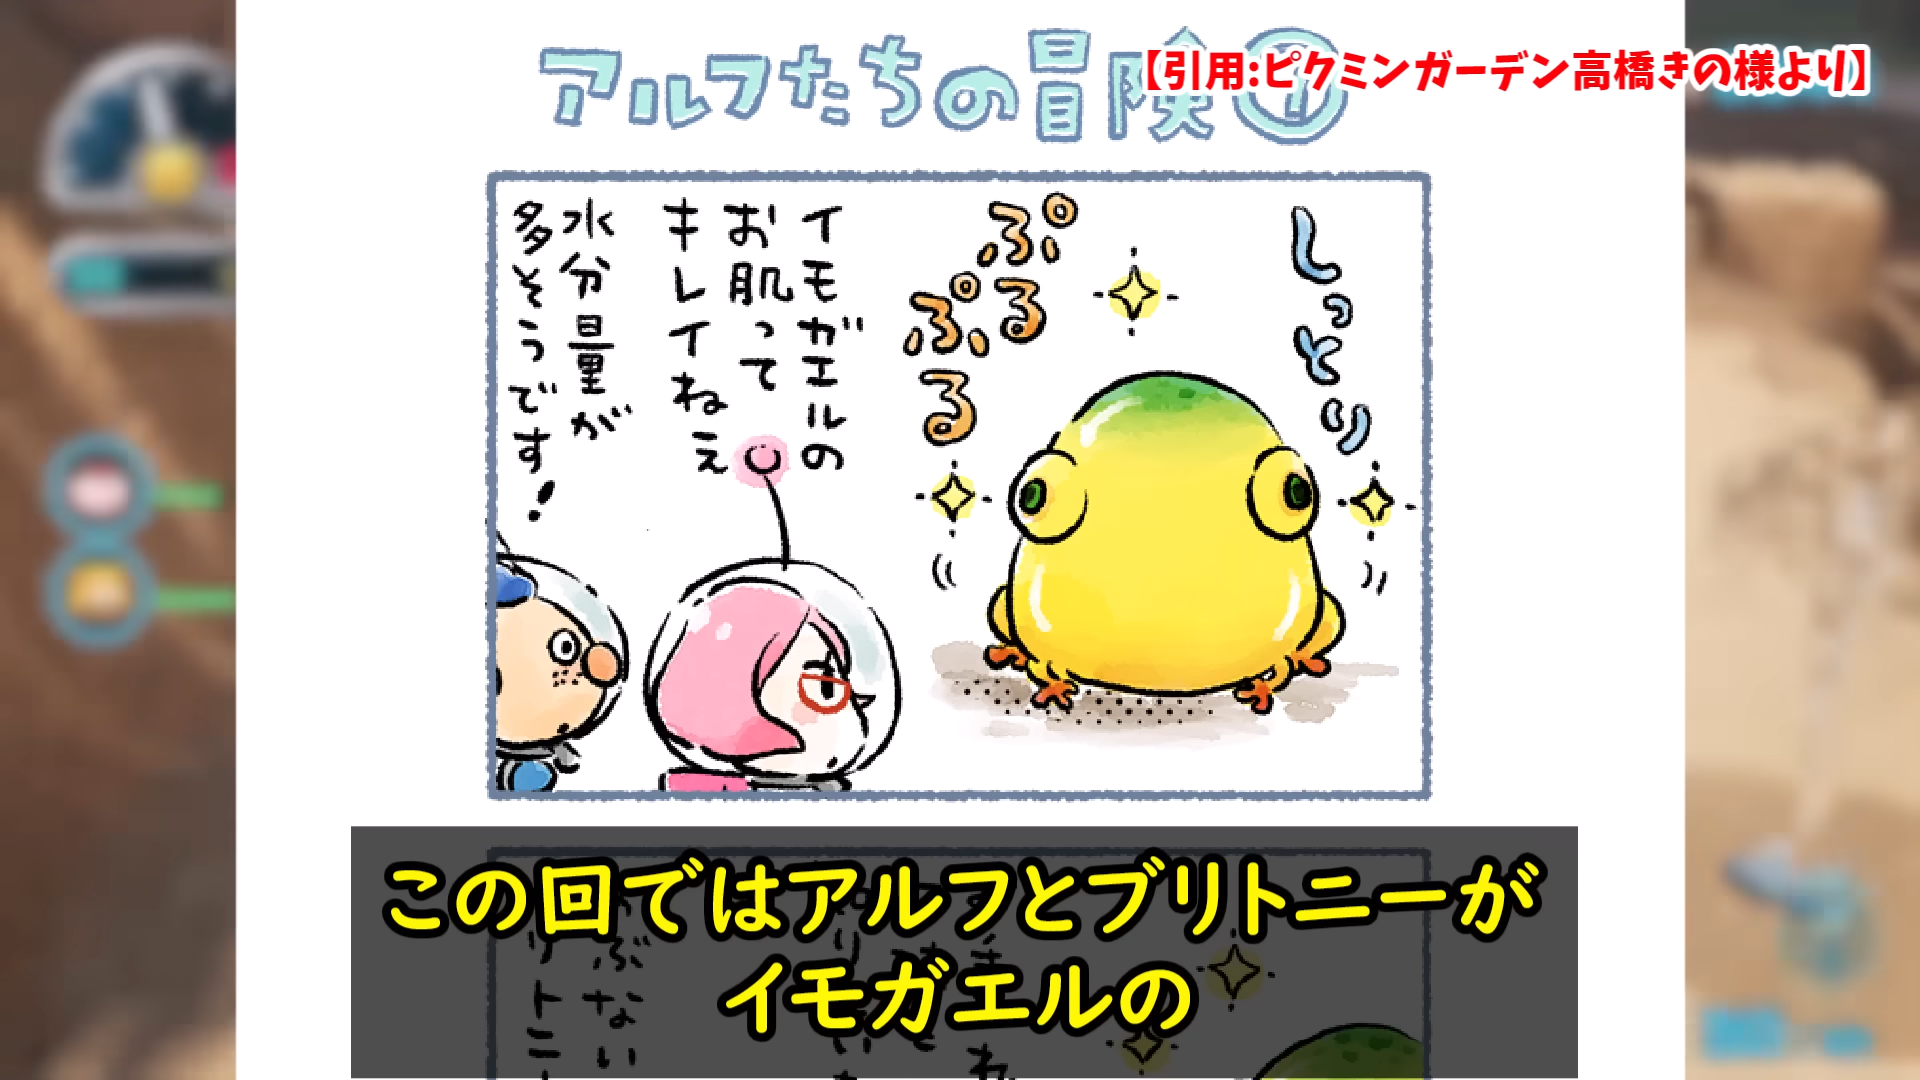 アルフたちの冒険⑦
【引用:ピクミンガーデン高橋きの様より】
しっとり
ぷるぷる
イモガエルの
お肌って
キレイねぇ
水分量が
多そうです!
この回ではアルフとブリトニーが
イモガエルの